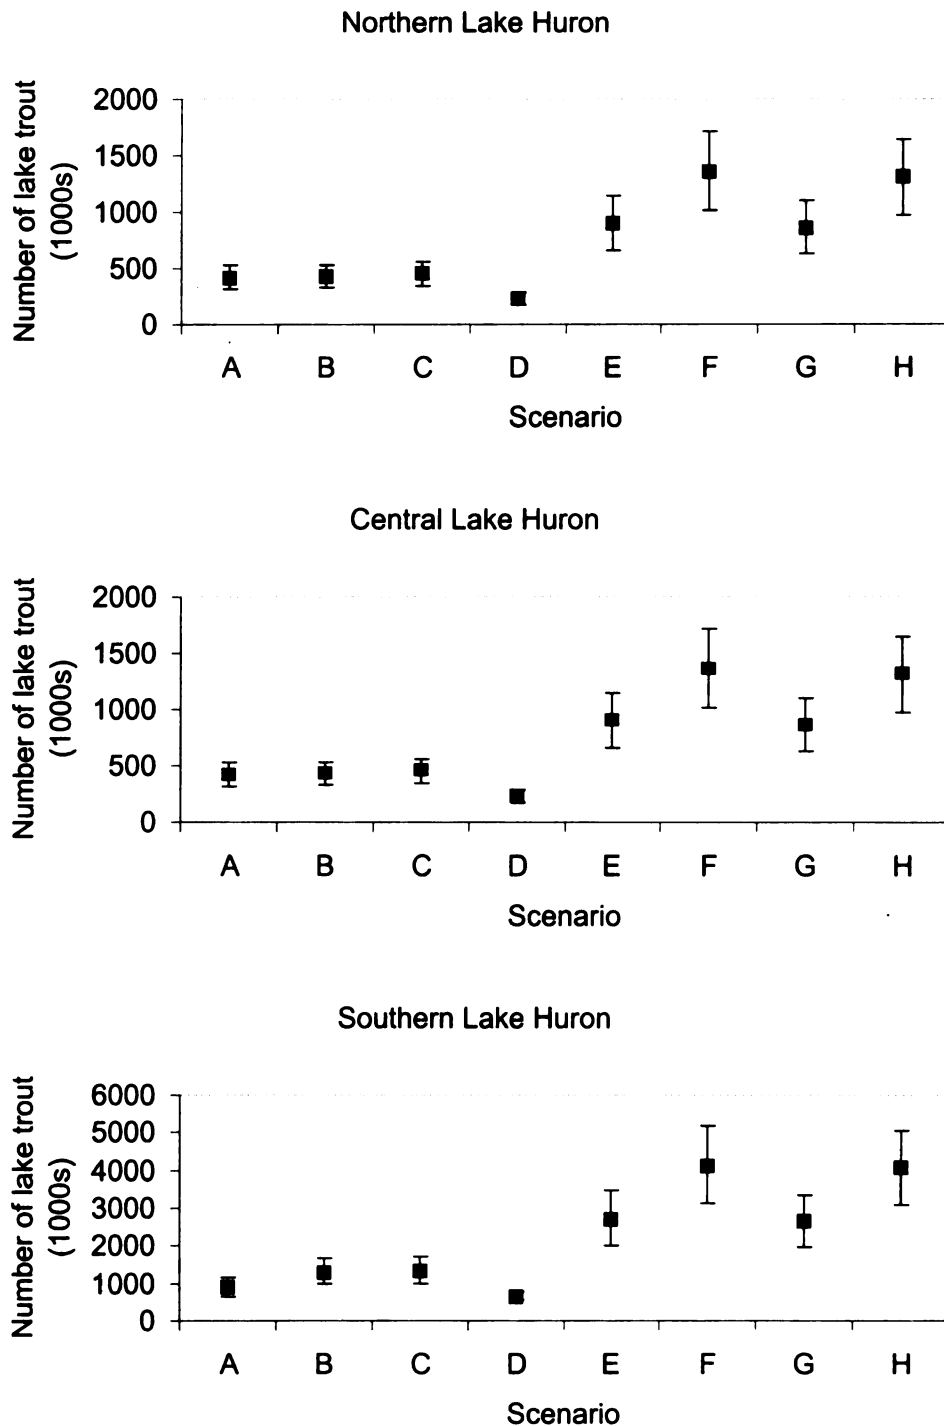 Northern Lake Huron
Number of lake trout
(1000s)
2000
1500
1000
500
0
A B C D E F G H
Scenario
Central Lake Huron
Number of lake trout
(1000s)
2000
1500
1000
500
0
A B C D E F G H
Scenario
Southern Lake Huron
Number of lake trout
(1000s)
6000
5000
4000
3000
2000
1000
0
A B C D E F G H
Scenario